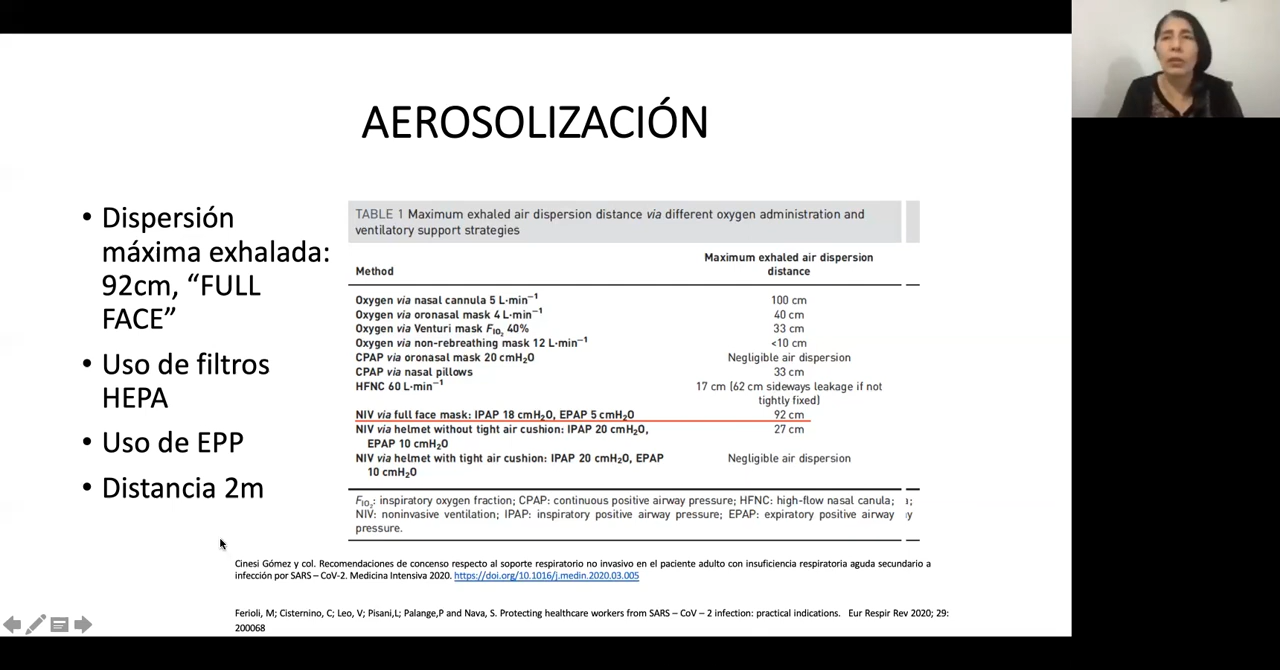 AEROSOLIZACIÓN
• Dispersión
máxima exhalada:
92cm, “FULL
FACE”
• Uso de filtros
HEPA
• Uso de EPP
• Distancia 2m
TABLE 1 Maximum exhaled air dispersion distance via different oxygen administration and
ventilatory support strategies
Method Maximum exhaled air dispersion
distance
Oxygen via nasal cannula 5 L·min⁻¹ 100 cm
Oxygen via oronasal mask 4 L·min⁻¹ 40 cm
Oxygen via Venturi mask FIO₂ 40% 33 cm
Oxygen via non-rebreathing mask 12 L·min⁻¹ <10 cm
CPAP via oronasal mask 20 cmH₂O Negligible air dispersion
CPAP via nasal pillows 33 cm
HFNC 60 L·min⁻¹ 17 cm (62 cm sideways leakage if not
tightly fixed)
NIV via full face mask: IPAP 18 cmH₂O, EPAP 5 cmH₂O 92 cm
NIV via helmet without tight air cushion: IPAP 20 cmH₂O, 27 cm
EPAP 10 cmH₂O
NIV via helmet with tight air cushion: IPAP 20 cmH₂O, EPAP Negligible air dispersion
10 cmH₂O
FIO₂: inspiratory oxygen fraction; CPAP: continuous positive airway pressure; HFNC: high-flow nasal canula;
NIV: noninvasive ventilation; IPAP: inspiratory positive airway pressure; EPAP: expiratory positive airway y
pressure.
Cinesi Gómez y col. Recomendaciones de concenso respecto al soporte respiratorio no invasivo en el paciente adulto con insuficiencia respiratoria aguda secundario a
infección por SARS – CoV-2. Medicina Intensiva 2020. https://doi.org/10.1016/j.medin.2020.03.005
Ferioli, M; Cisternino, C; Leo, V; Pisani,L; Palange,P and Nava, S. Protecting healthcare workers from SARS – CoV – 2 infection: practical indications. Eur Respir Rev 2020; 29:
200068